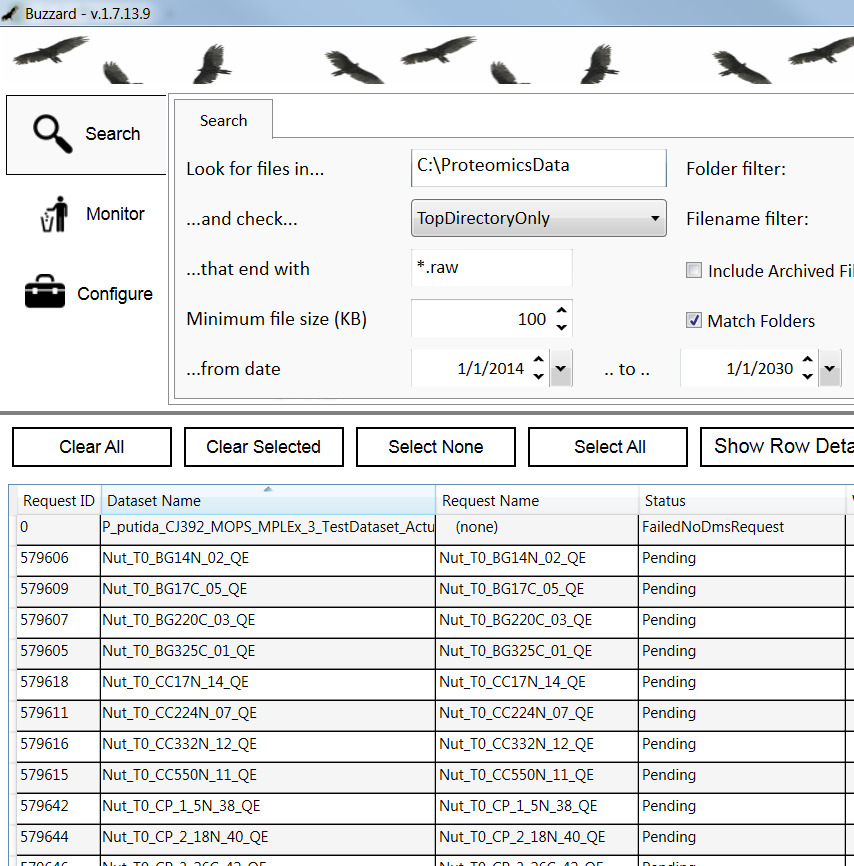 Buzzard - v.1.7.13.9
Search
Monitor
Configure
Search
Look for files in... C:\ProteomicsData Folder filter:
...and check... TopDirectoryOnly Filename filter:
...that end with *.raw Include Archived Fil
Minimum file size (KB) 100 Match Folders
...from date 1/1/2014 .. to .. 1/1/2030
Clear All Clear Selected Select None Select All Show Row Deta
Request ID Dataset Name Request Name Status
0 P_putida_CJ392_MOPS_MPLEx_3_TestDataset_Actu (none) FailedNoDmsRequest
579606 Nut_T0_BG14N_02_QE Nut_T0_BG14N_02_QE Pending
579609 Nut_T0_BG17C_05_QE Nut_T0_BG17C_05_QE Pending
579607 Nut_T0_BG220C_03_QE Nut_T0_BG220C_03_QE Pending
579605 Nut_T0_BG325C_01_QE Nut_T0_BG325C_01_QE Pending
579618 Nut_T0_CC17N_14_QE Nut_T0_CC17N_14_QE Pending
579611 Nut_T0_CC224N_07_QE Nut_T0_CC224N_07_QE Pending
579616 Nut_T0_CC332N_12_QE Nut_T0_CC332N_12_QE Pending
579615 Nut_T0_CC550N_11_QE Nut_T0_CC550N_11_QE Pending
579642 Nut_T0_CP_1_5N_38_QE Nut_T0_CP_1_5N_38_QE Pending
579644 Nut_T0_CP_2_18N_40_QE Nut_T0_CP_2_18N_40_QE Pending